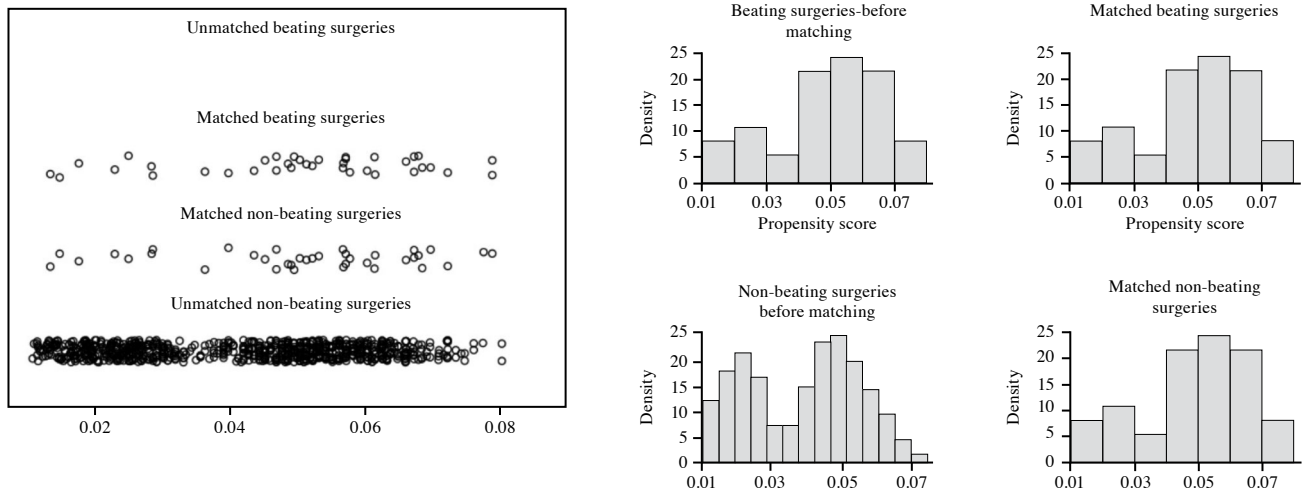 Unmatched beating surgeries
Matched beating surgeries
Matched non-beating surgeries
Unmatched non-beating surgeries
0.02 0.04 0.06 0.08
Beating surgeries-before
matching
Density
25
20
15
10
5
0
0.01 0.03 0.05 0.07
Propensity score
Matched beating surgeries
Density
25
20
15
10
5
0
0.01 0.03 0.05 0.07
Propensity score
Non-beating surgeries
before matching
Density
25
20
15
10
5
0
0.01 0.03 0.05 0.07
Matched non-beating
surgeries
Density
25
20
15
10
5
0
0.01 0.03 0.05 0.07